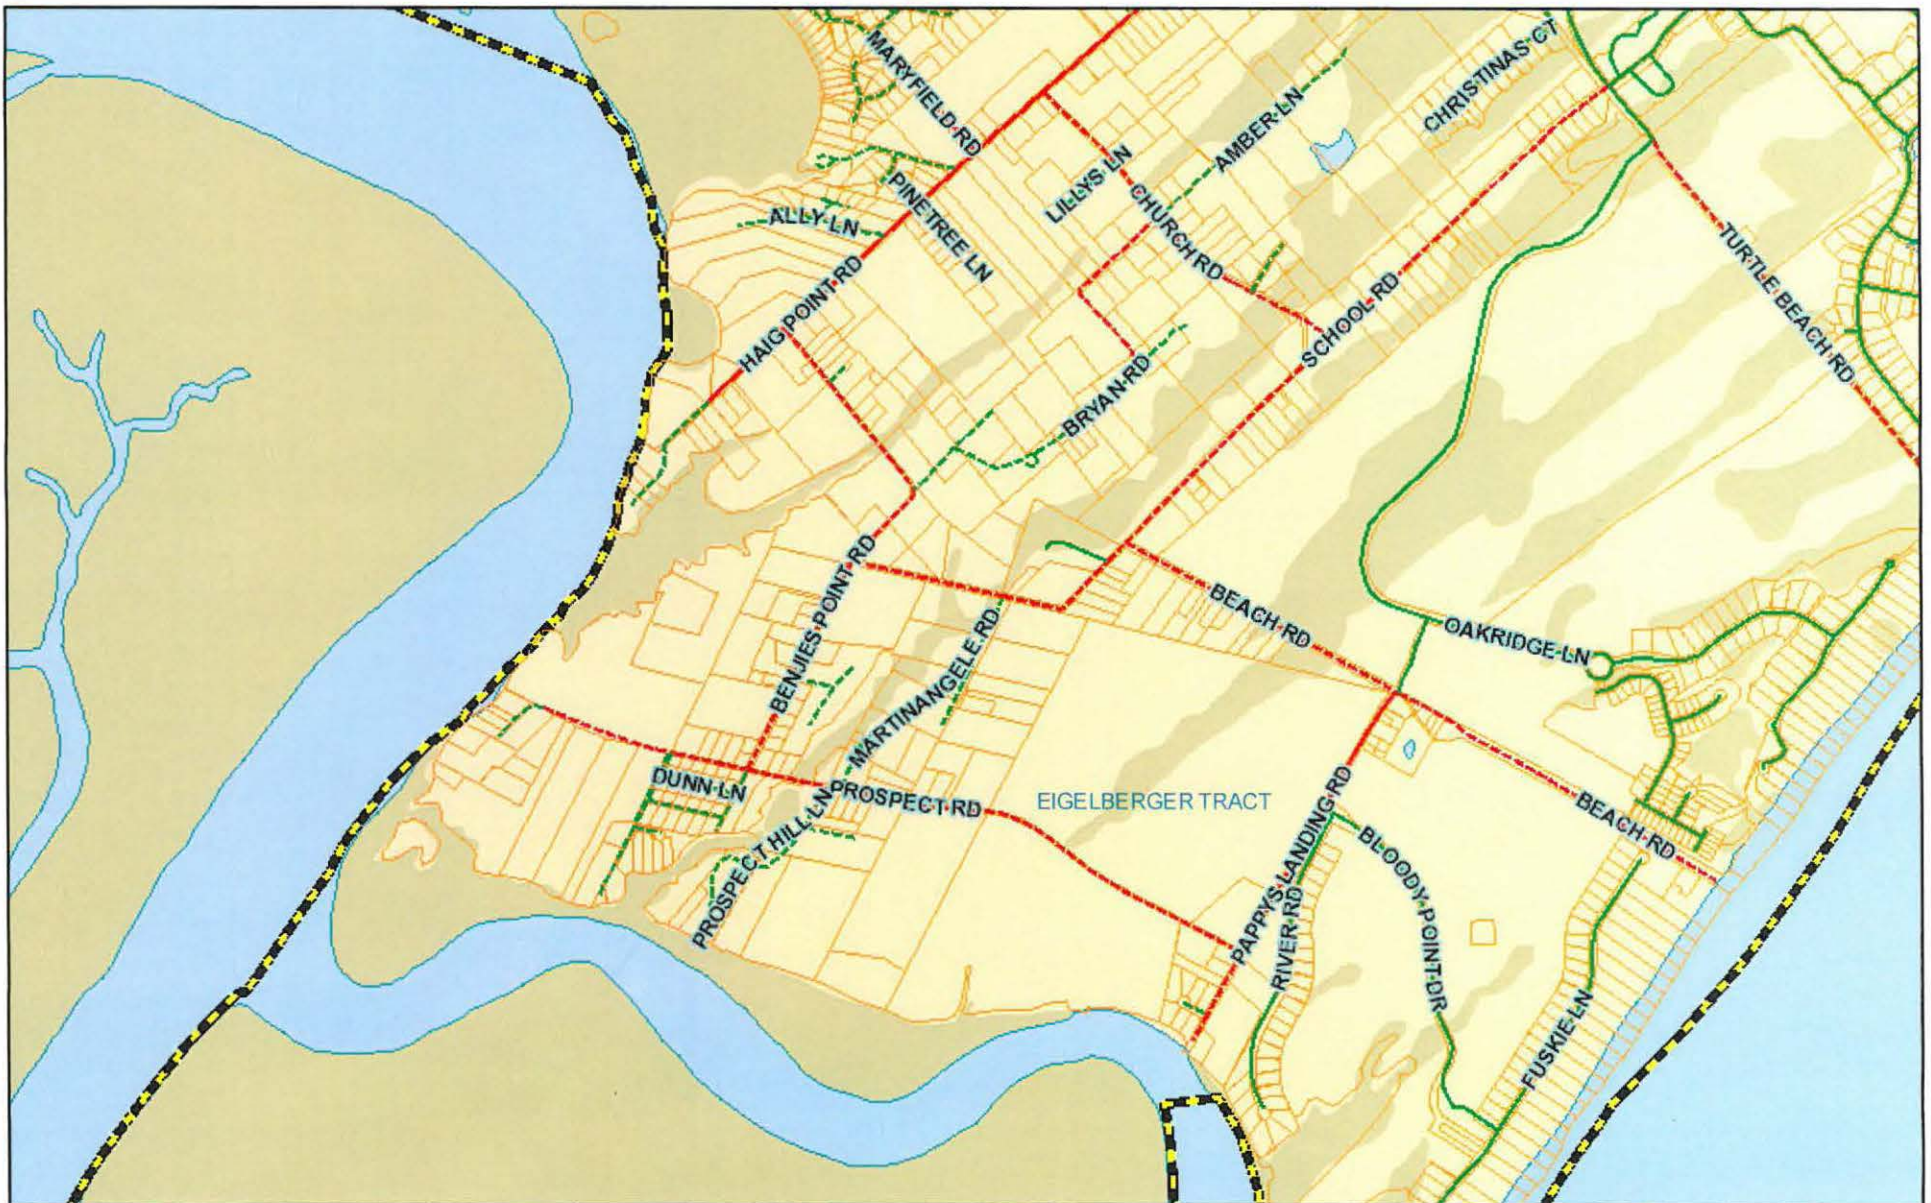 MARYFIELD RD
CHRISTINAS CT
AMBER LN
LILLYS LN
PINE TREE LN
CHURCH RD
ALLY LN
TURTLE BEACH RD
HAIG POINT RD
SCHOOL RD
BRYAN RD
BENJIES POINT RD
BEACH RD
OAKRIDGE LN
MARTINANGELE RD
DUNN LN
PROSPECT RD
EIGELBERGER TRACT
BEACH RD
PROSPECT HILL LN
PAPPYS LANDING RD
BLOODY POINT DR
RIVER RD
FUSKIE LN